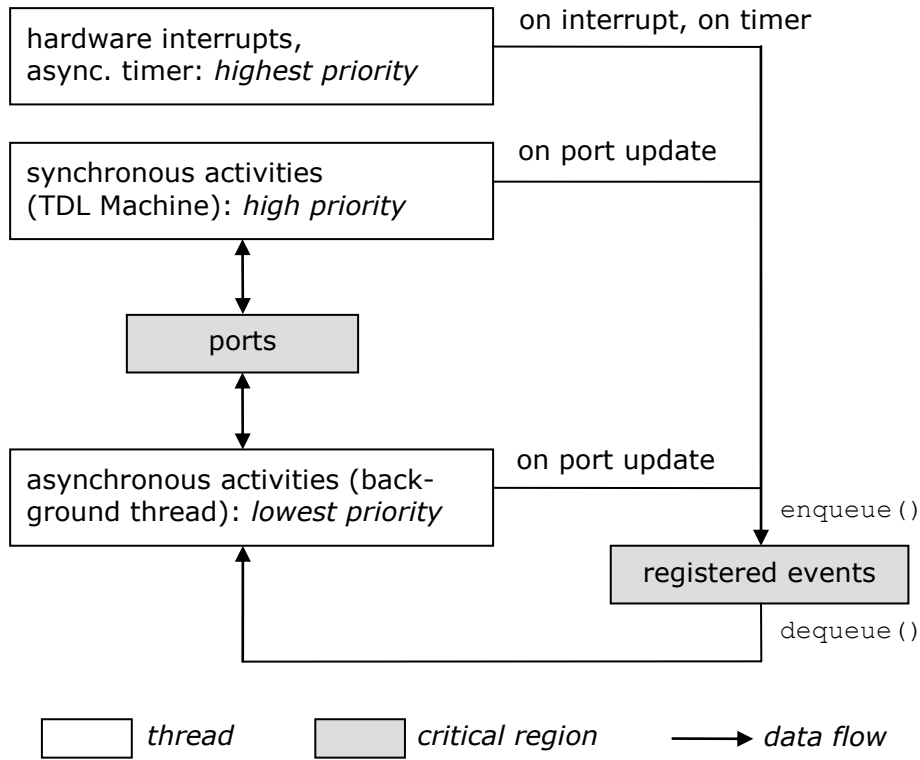 hardware interrupts,
async. timer: highest priority
on interrupt, on timer
synchronous activities
(TDL Machine): high priority
on port update
ports
asynchronous activities (back-
ground thread): lowest priority
on port update
enqueue()
registered events
dequeue()
thread
critical region
data flow